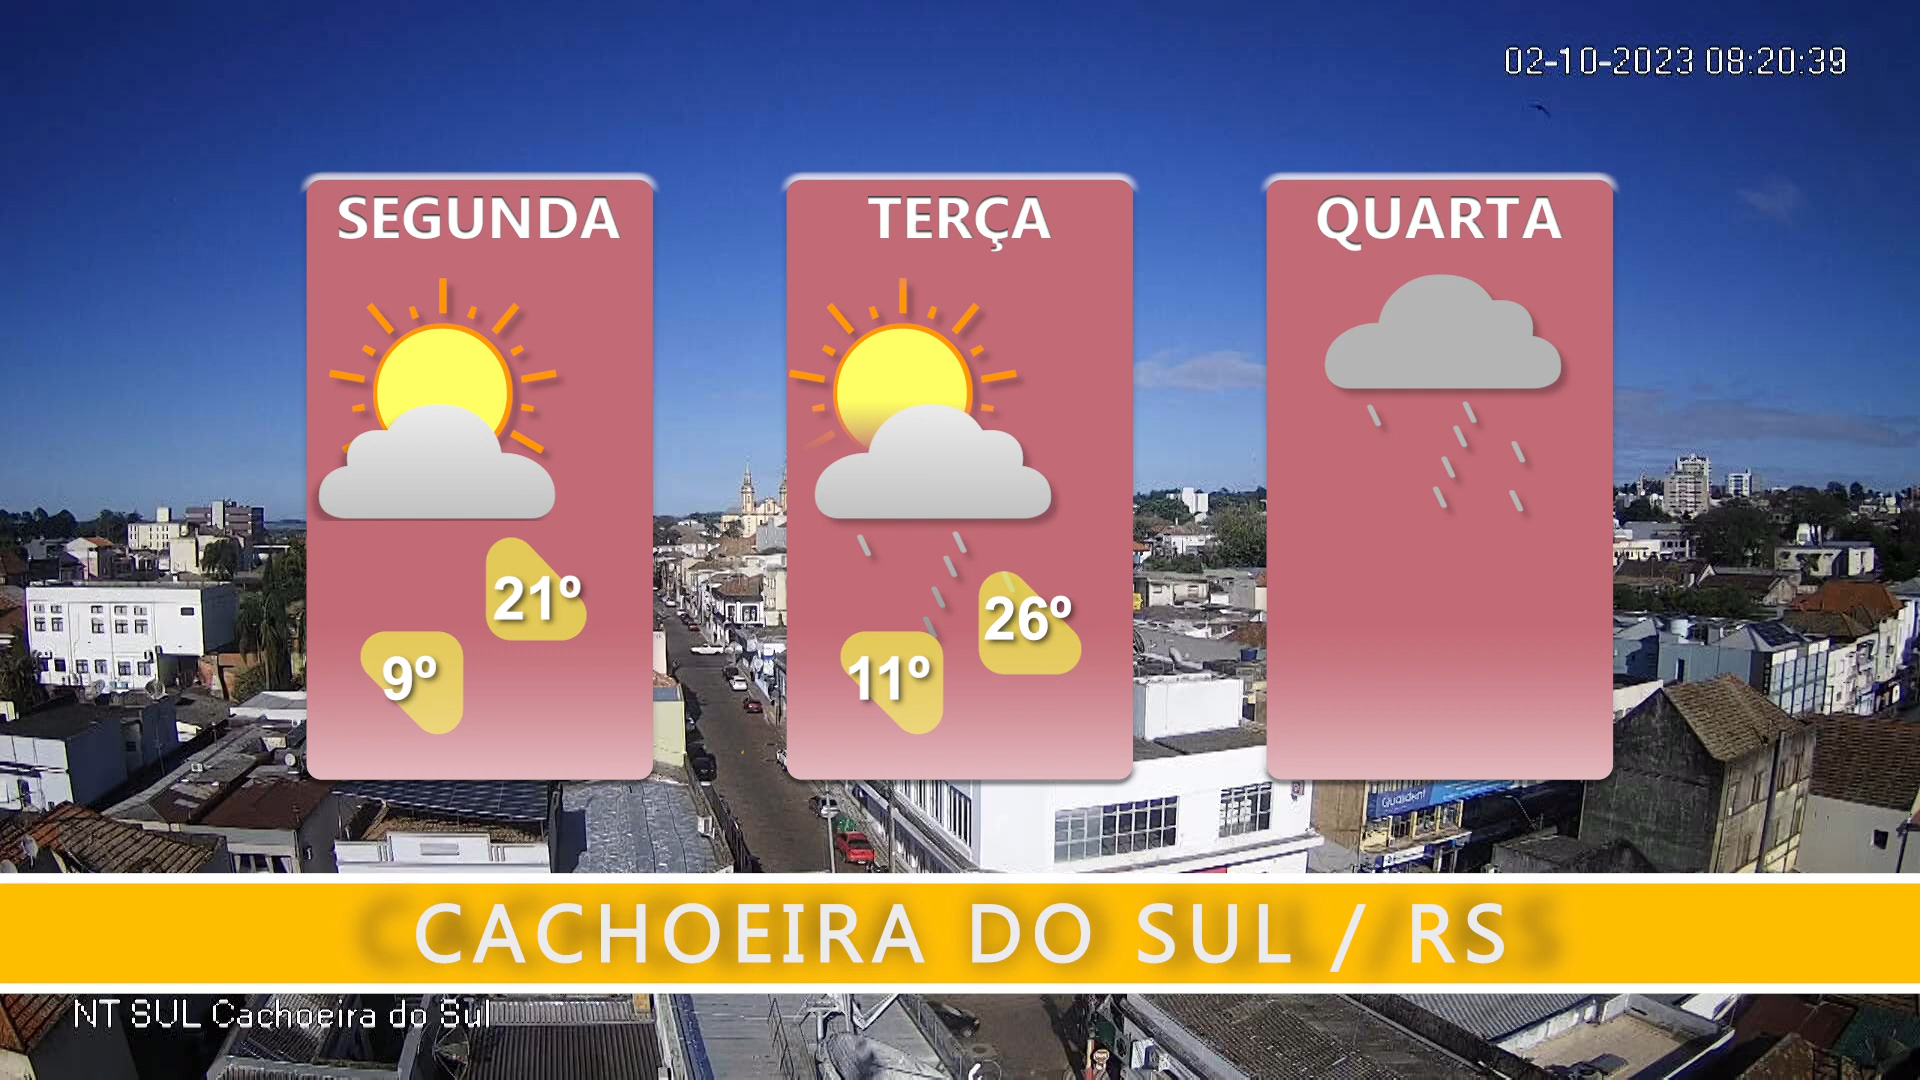 02-10-2023 08:20:39
SEGUNDA
21º
9º
TERÇA
26º
11º
QUARTA
Qualident
CACHOEIRA DO SUL / RS
NT SUL Cachoeira do Sul